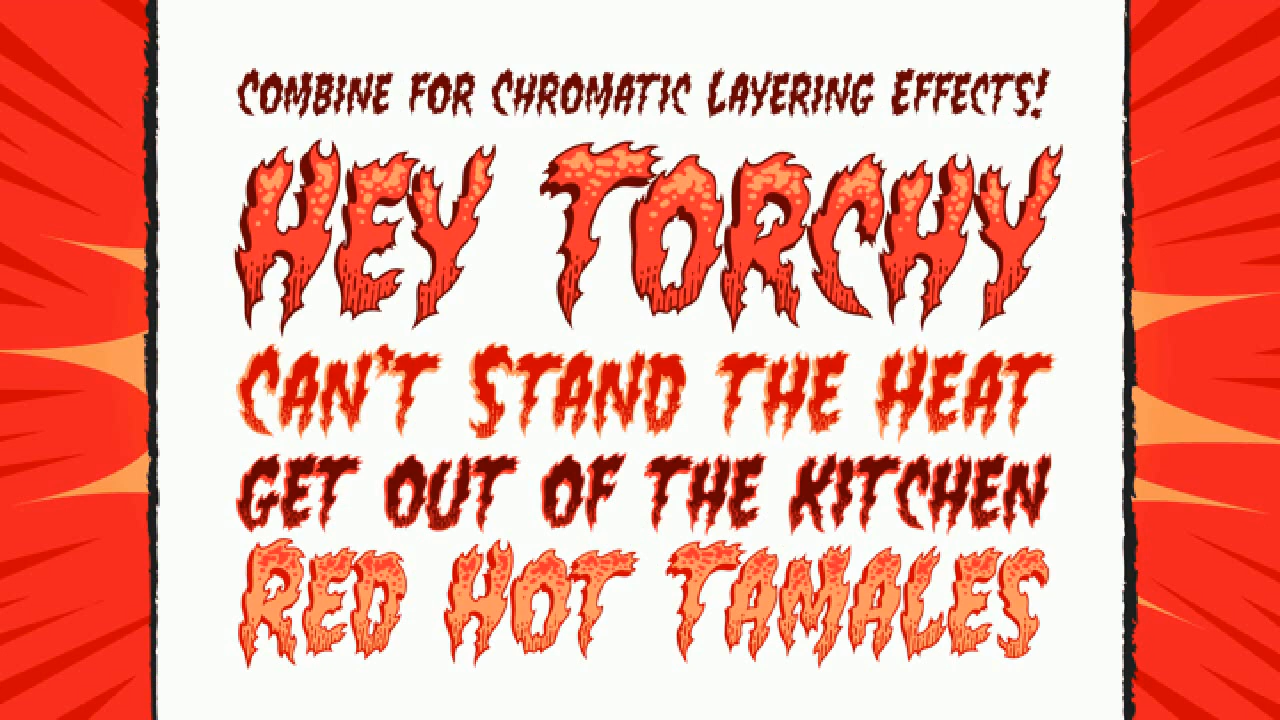 Combine for Chromatic Layering Effects!
Hey Torchy
Can't Stand the Heat
Get Out of the Kitchen
Red Hot Tamales